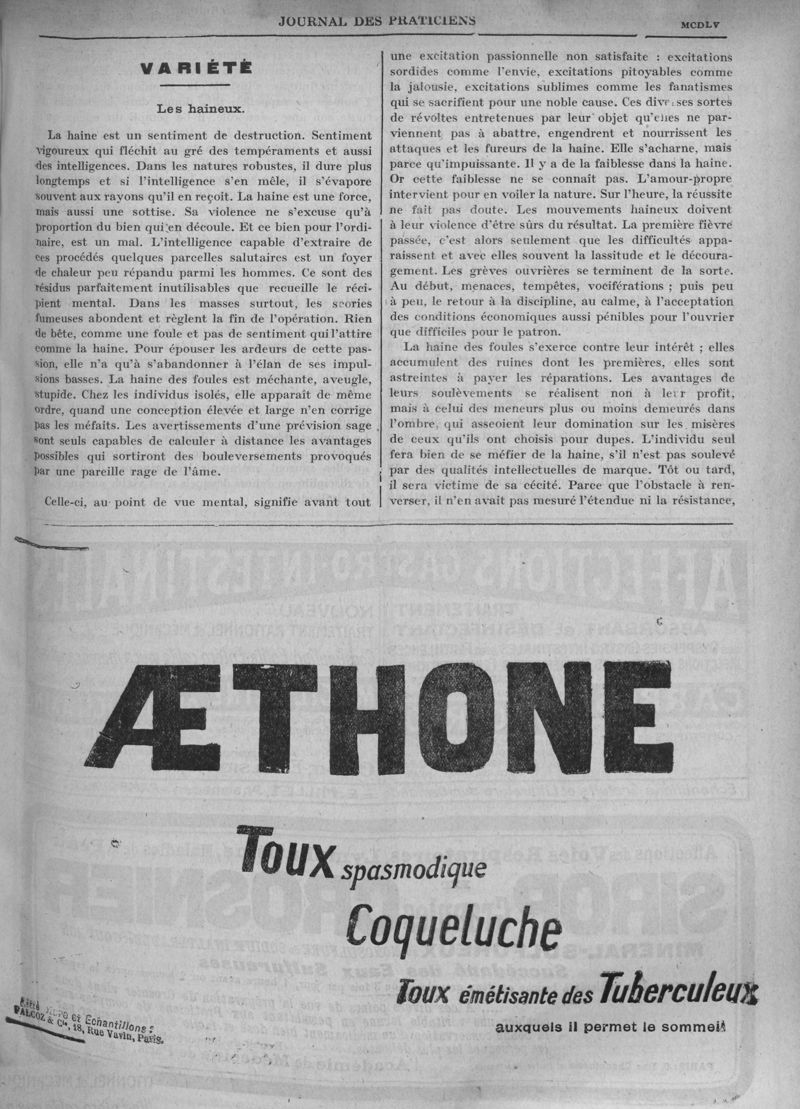 JOURNAL DES PRATICIENS
MCDLV
VARIÉTÉ
Les haineux.
La haine est un sentiment de destruction. Sentiment
vigoureux qui fléchit au gré des tempéraments et aussi
des intelligences. Dans les natures robustes, il dure plus
longtemps et si l'intelligence s'en mêle, il s'évapore
souvent aux rayons qu'il en reçoit. La haine est une force,
mais aussi une sottise. Sa violence ne s'excuse qu'à
proportion du bien qui en découle. Et ce bien pour l'ordi-
naire, est un mal. L'intelligence capable d'extraire de
ces procédés quelques parcelles salutaires est un foyer
de chaleur peu répandu parmi les hommes. Ce sont des
résidus parfaitement inutilisables que recueille le réci-
pient mental. Dans les masses surtout, les scories
fumeuses abondent et règlent la fin de l'opération. Rien
de bête, comme une foule et pas de sentiment qui l'attire
comme la haine. Pour épouser les ardeurs de cette pas-
sion, elle n'a qu'à s'abandonner à l'élan de ses impul-
sions basses. La haine des foules est méchante, aveugle,
stupide. Chez les individus isolés, elle apparaît de même
ordre, quand une conception élevée et large n'en corrige
pas les méfaits. Les avertissements d'une prévision sage
sont seuls capables de calculer à distance les avantages
possibles qui sortiront des bouleversements provoqués
par une pareille rage de l'âme.
Celle-ci, au point de vue mental, signifie avant tout
une excitation passionnelle non satisfaite : excitations
sordides comme l'envie, excitations pitoyables comme
la jalousie, excitations sublimes comme les fanatismes
qui se sacrifient pour une noble cause. Ces diverses sortes
de révoltes entretenues par leur objet qu'elles ne par-
viennent pas à abattre, engendrent et nourrissent les
attaques et les fureurs de la haine. Elle s'acharne, mais
parce qu'impuissante. Il y a de la faiblesse dans la haine.
Or cette faiblesse ne se connaît pas. L'amour-propre
intervient pour en voiler la nature. Sur l'heure, la réussite
ne fait pas doute. Les mouvements haineux doivent
à leur violence d'être sûrs du résultat. La première fièvre
passée, c'est alors seulement que les difficultés appa-
raissent et avec elles souvent la lassitude et le découra-
gement. Les grèves ouvrières se terminent de la sorte.
Au début, menaces, tempêtes, vociférations ; puis peu
à peu, le retour à la discipline, au calme, à l'acceptation
des conditions économiques aussi pénibles pour l'ouvrier
que difficiles pour le patron.
La haine des foules s'exerce contre leur intérêt ; elles
accumulent des ruines dont les premières, elles sont
astreintes à payer les réparations. Les avantages de
leurs soulèvements se réalisent non à leur profit,
mais à celui des meneurs plus ou moins demeurés dans
l'ombre, qui asseoient leur domination sur les misères
de ceux qu'ils ont choisis pour dupes. L'individu seul
fera bien de se méfier de la haine, s'il n'est pas soulevé
par des qualités intellectuelles de marque. Tôt ou tard,
il sera victime de sa cécité. Parce que l'obstacle à ren-
verser, il n'en avait pas mesuré l'étendue ni la résistance,
ÆTHONE
Toux spasmodique
Coqueluche
Toux émétisante des Tuberculeux
auxquels il permet le sommeil
et Echantillons :
FALCOZ & Cie, 18, Rue Vavin, Paris.